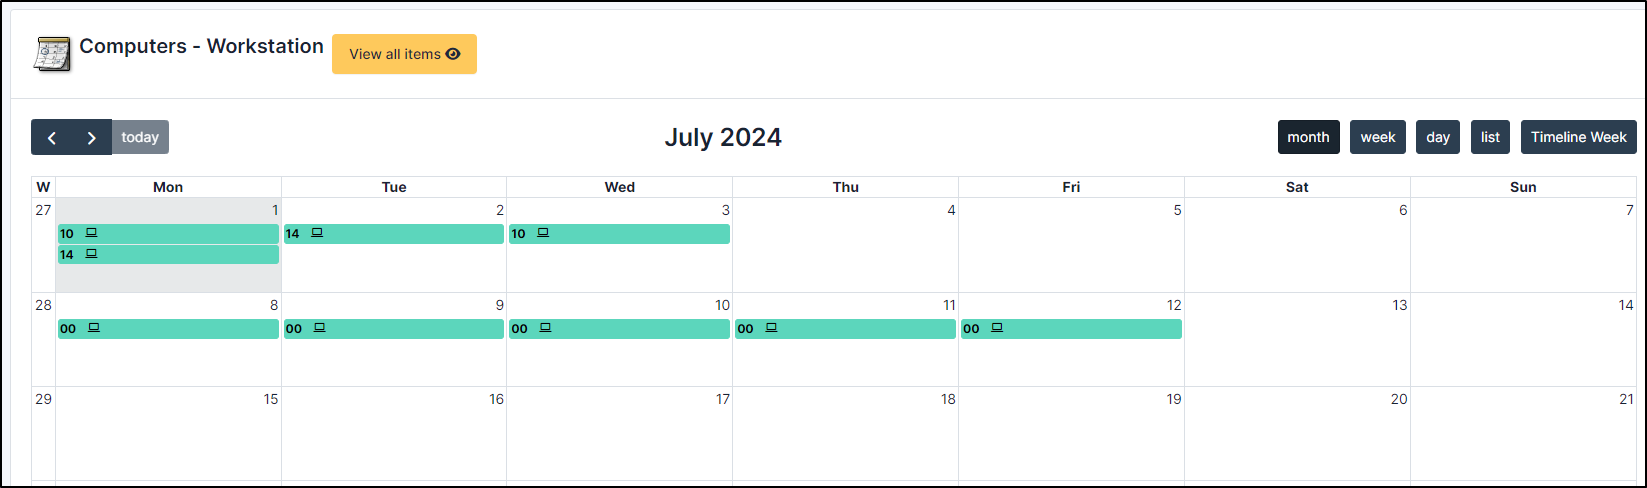 Computers - Workstation View all items
today July 2024 month week day list Timeline Week
W Mon Tue Wed Thu Fri Sat Sun
27 1 2 3 4 5 6 7
10 14 10
14
28 8 9 10 11 12 13 14
00 00 00 00 00
29 15 16 17 18 19 20 21